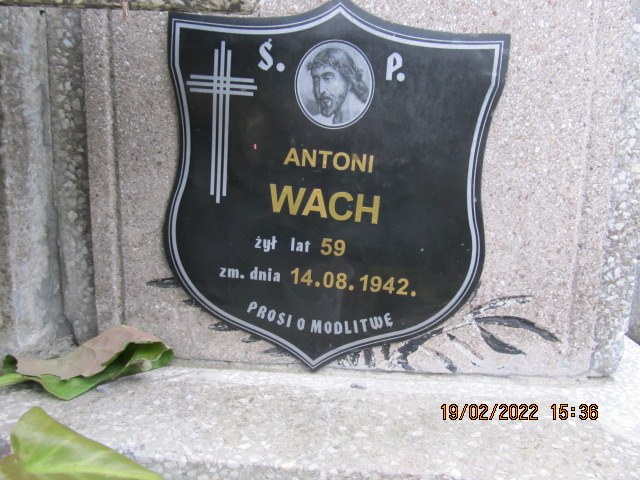 Ś. P.
ANTONI
WACH
żył lat 59
zm. dnia 14.08.1942.
PROSI O MODLITWĘ
19/02/2022 15:36